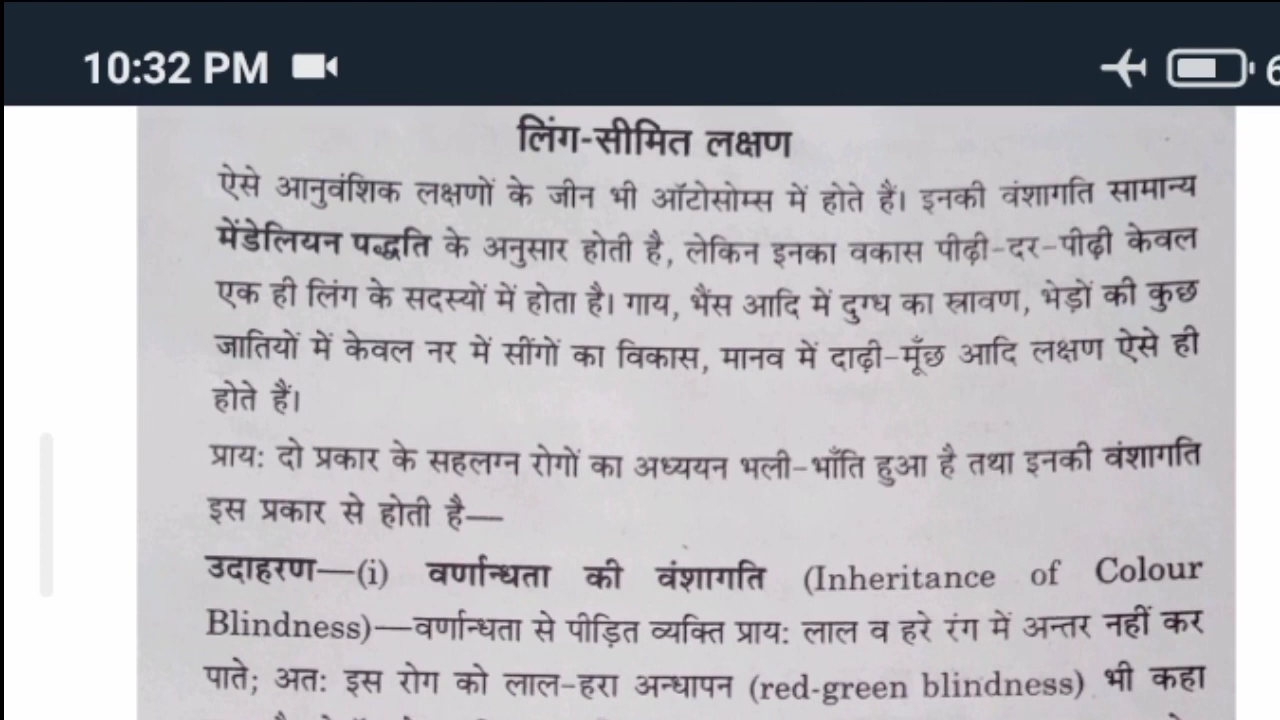 10:32 PM
6
लिंग-सीमित लक्षण
ऐसे आनुवंशिक लक्षणों के जीन भी ऑटोसोम्स में होते हैं। इनकी वंशागति सामान्य
मेंडेलियन पद्धति के अनुसार होती है, लेकिन इनका वकास पीढ़ी-दर-पीढ़ी केवल
एक ही लिंग के सदस्यों में होता है। गाय, भैंस आदि में दुग्ध का स्रावण, भेड़ों की कुछ
जातियों में केवल नर में सींगों का विकास, मानव में दाढ़ी-मूँछ आदि लक्षण ऐसे ही
होते हैं।
प्राय: दो प्रकार के सहलग्न रोगों का अध्ययन भली-भाँति हुआ है तथा इनकी वंशागति
इस प्रकार से होती है—
उदाहरण—(i) वर्णान्धता की वंशागति (Inheritance of Colour
Blindness)—वर्णान्धता से पीड़ित व्यक्ति प्राय: लाल व हरे रंग में अन्तर नहीं कर
पाते; अत: इस रोग को लाल-हरा अन्धापन (red-green blindness) भी कहा